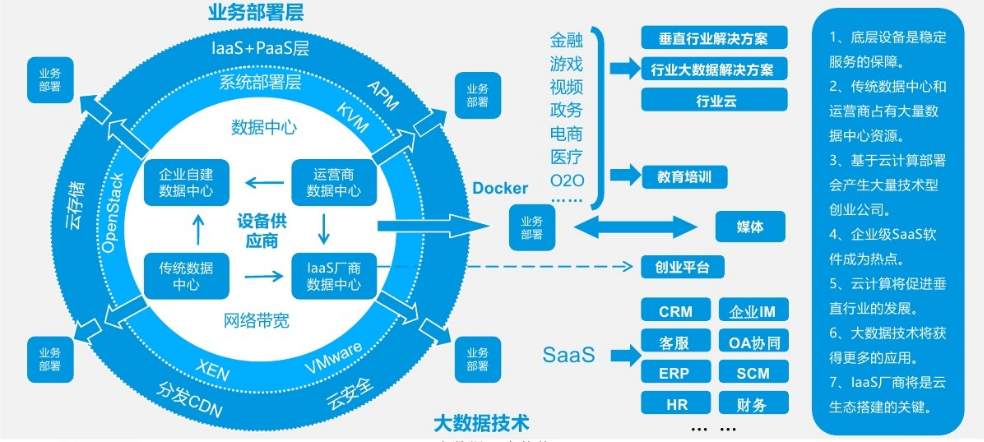 业务部署层
IaaS+PaaS层
系统部署层
APM
KVM
云存储
OpenStack
XEN
VMware
分发CDN
云安全
业务
部署
业务
部署
业务
部署
业务
部署
数据中心
企业自建
数据中心
运营商
数据中心
设备供
应商
传统数据
中心
IaaS厂商
数据中心
网络带宽
Docker
业务
部署
金融
游戏
视频
政务
电商
医疗
O2O
……
垂直行业解决方案
行业大数据解决方案
行业云
教育培训
媒体
创业平台
SaaS
CRM
企业IM
客服
OA协同
ERP
SCM
HR
财务
… …
大数据技术
1、底层设备是稳定
服务的保障。
2、传统数据中心和
运营商占有大量数
据中心资源。
3、基于云计算部署
会产生大量技术型
创业公司。
4、企业级SaaS软
件成为热点。
5、云计算将促进垂
直行业的发展。
6、大数据技术将获
得更多的应用。
7、IaaS厂商将是云
生态搭建的关键。